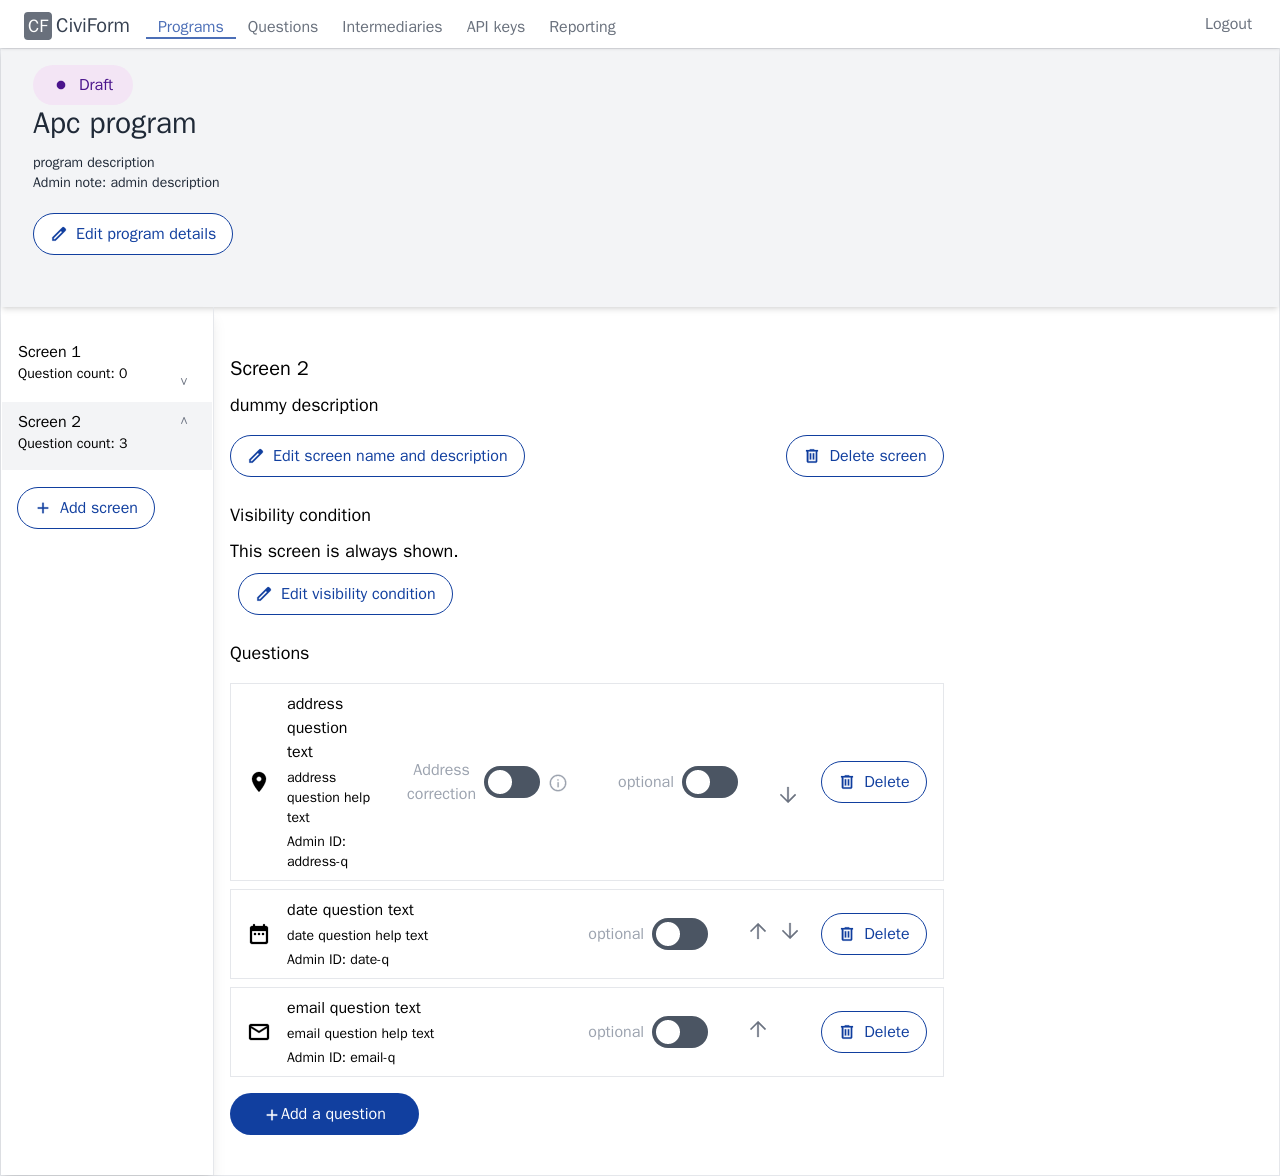 CF CiviForm Programs Questions Intermediaries API keys Reporting Logout
Draft
Apc program
program description
Admin note: admin description
Edit program details
Screen 1
Question count: 0
Screen 2
Question count: 3
Add screen
Screen 2
dummy description
Edit screen name and description Delete screen
Visibility condition
This screen is always shown.
Edit visibility condition
Questions
address
question
text
address
question help
text
Admin ID:
address-q
Address
correction
optional
Delete
date question text
date question help text
Admin ID: date-q
optional
Delete
email question text
email question help text
Admin ID: email-q
optional
Delete
+Add a question